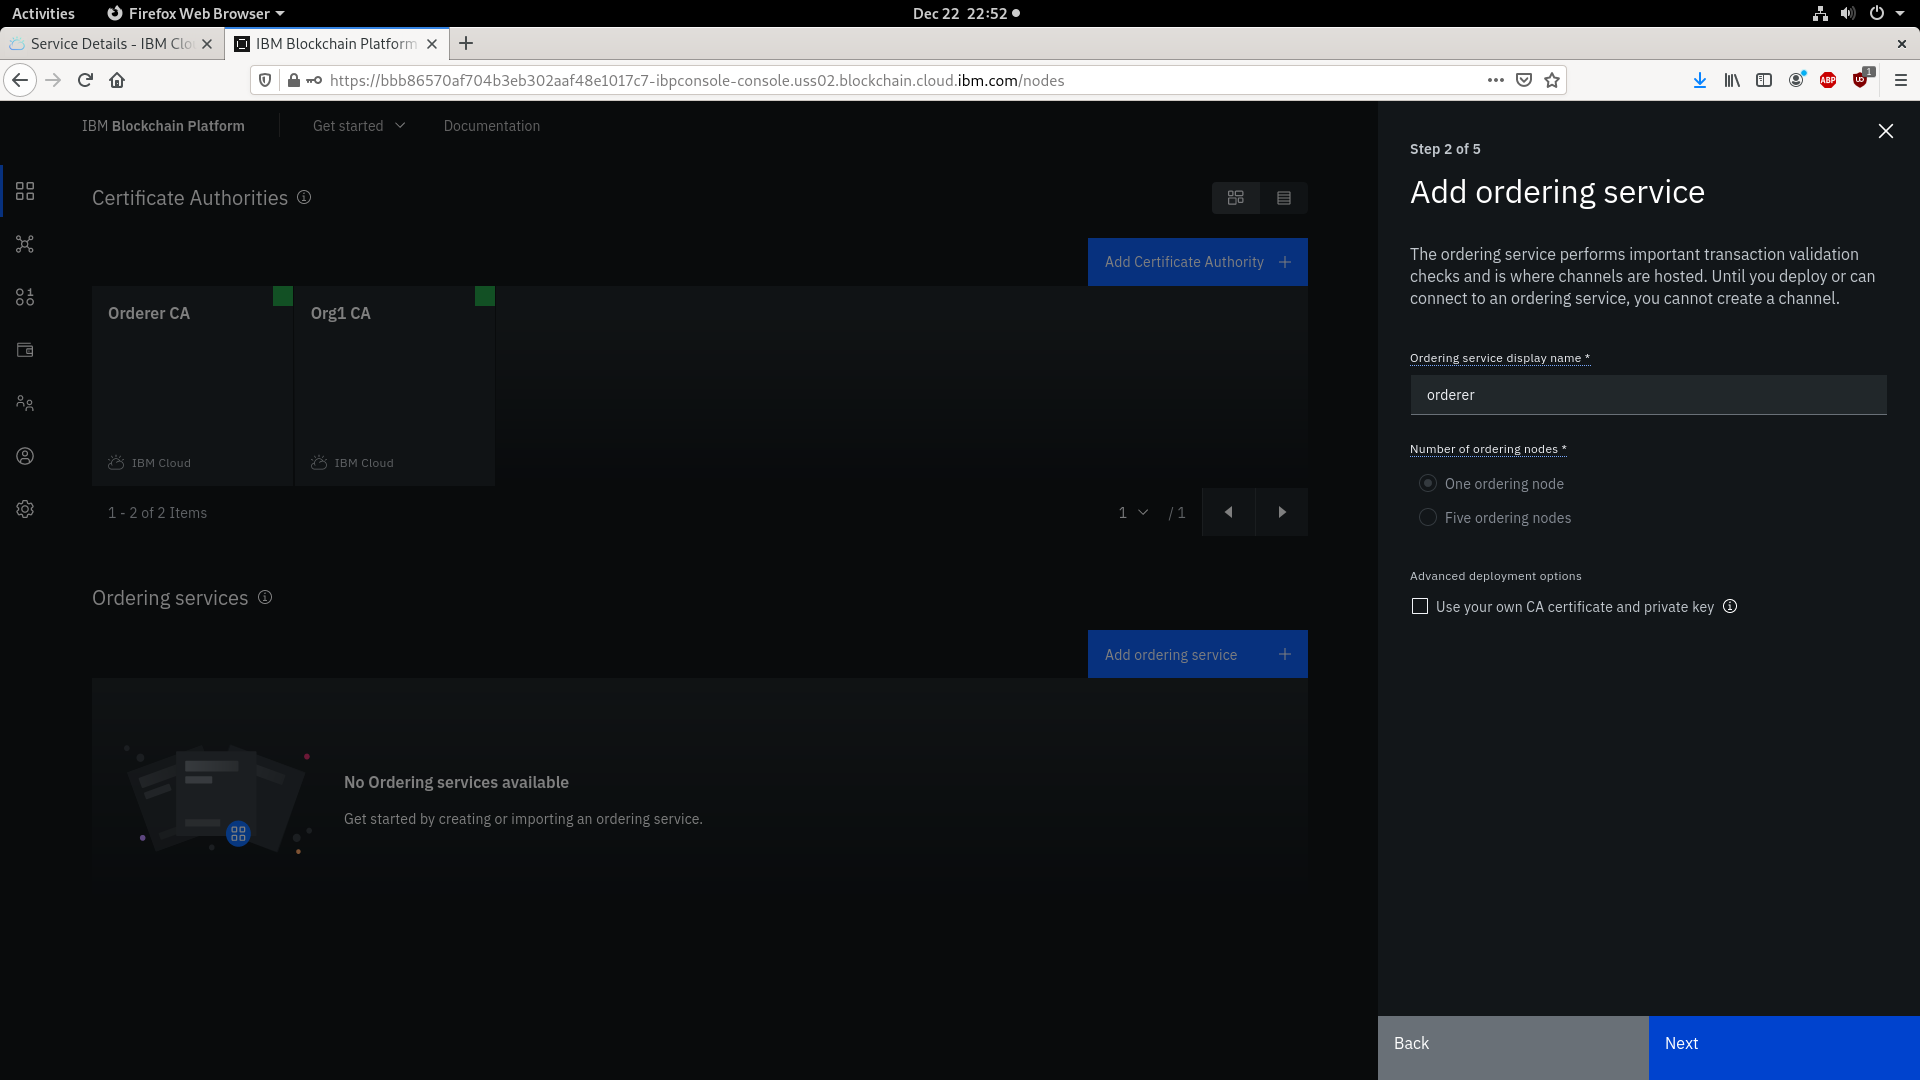 Activities
Firefox Web Browser
Dec 22 22:52
Service Details - IBM Clo
IBM Blockchain Platform
https://bbb86570af704b3eb302aaf48e1017c7-ibpconsole-console.uss02.blockchain.cloud.ibm.com/nodes
ABP
1
IBM Blockchain Platform
Get started
Documentation
Certificate Authorities
Add Certificate Authority
Orderer CA
Org1 CA
IBM Cloud
IBM Cloud
1 - 2 of 2 Items
1
/ 1
Ordering services
Add ordering service
No Ordering services available
Get started by creating or importing an ordering service.
Step 2 of 5
Add ordering service
The ordering service performs important transaction validation
checks and is where channels are hosted. Until you deploy or can
connect to an ordering service, you cannot create a channel.
Ordering service display name *
orderer
Number of ordering nodes *
One ordering node
Five ordering nodes
Advanced deployment options
Use your own CA certificate and private key
Back
Next